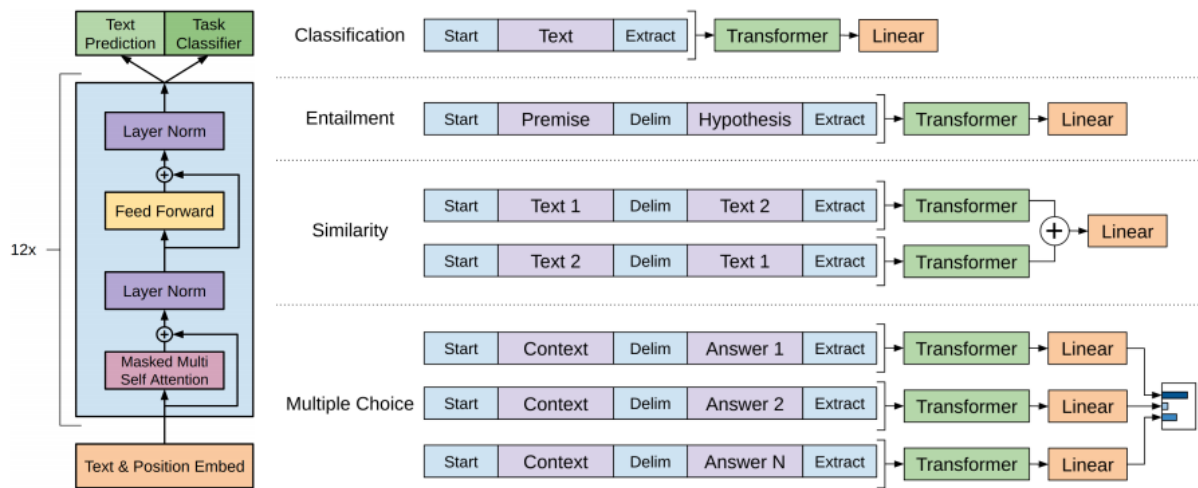 Text
Prediction
Task
Classifier
Layer Norm
Feed Forward
12x
Layer Norm
Masked Multi
Self Attention
Text & Position Embed
Classification
Start Text Extract Transformer Linear
Entailment
Start Premise Delim Hypothesis Extract Transformer Linear
Similarity
Start Text 1 Delim Text 2 Extract Transformer
Linear
Start Text 2 Delim Text 1 Extract Transformer
Multiple Choice
Start Context Delim Answer 1 Extract Transformer Linear
Start Context Delim Answer 2 Extract Transformer Linear
Start Context Delim Answer N Extract Transformer Linear